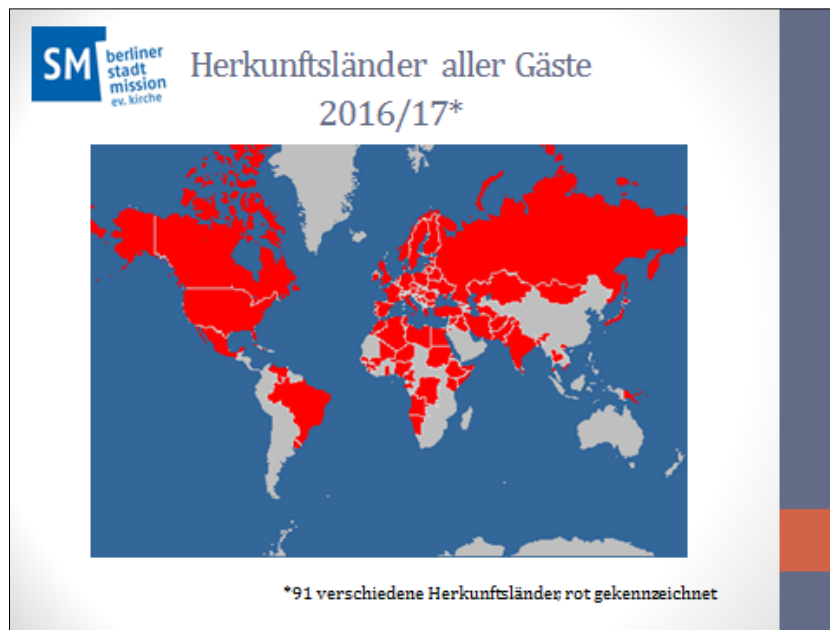 SM
berliner
stadt
mission
ev. kirche
Herkunftsländer aller Gäste
2016/17*
*91 verschiedene Herkunftsländer, rot gekennzeichnet